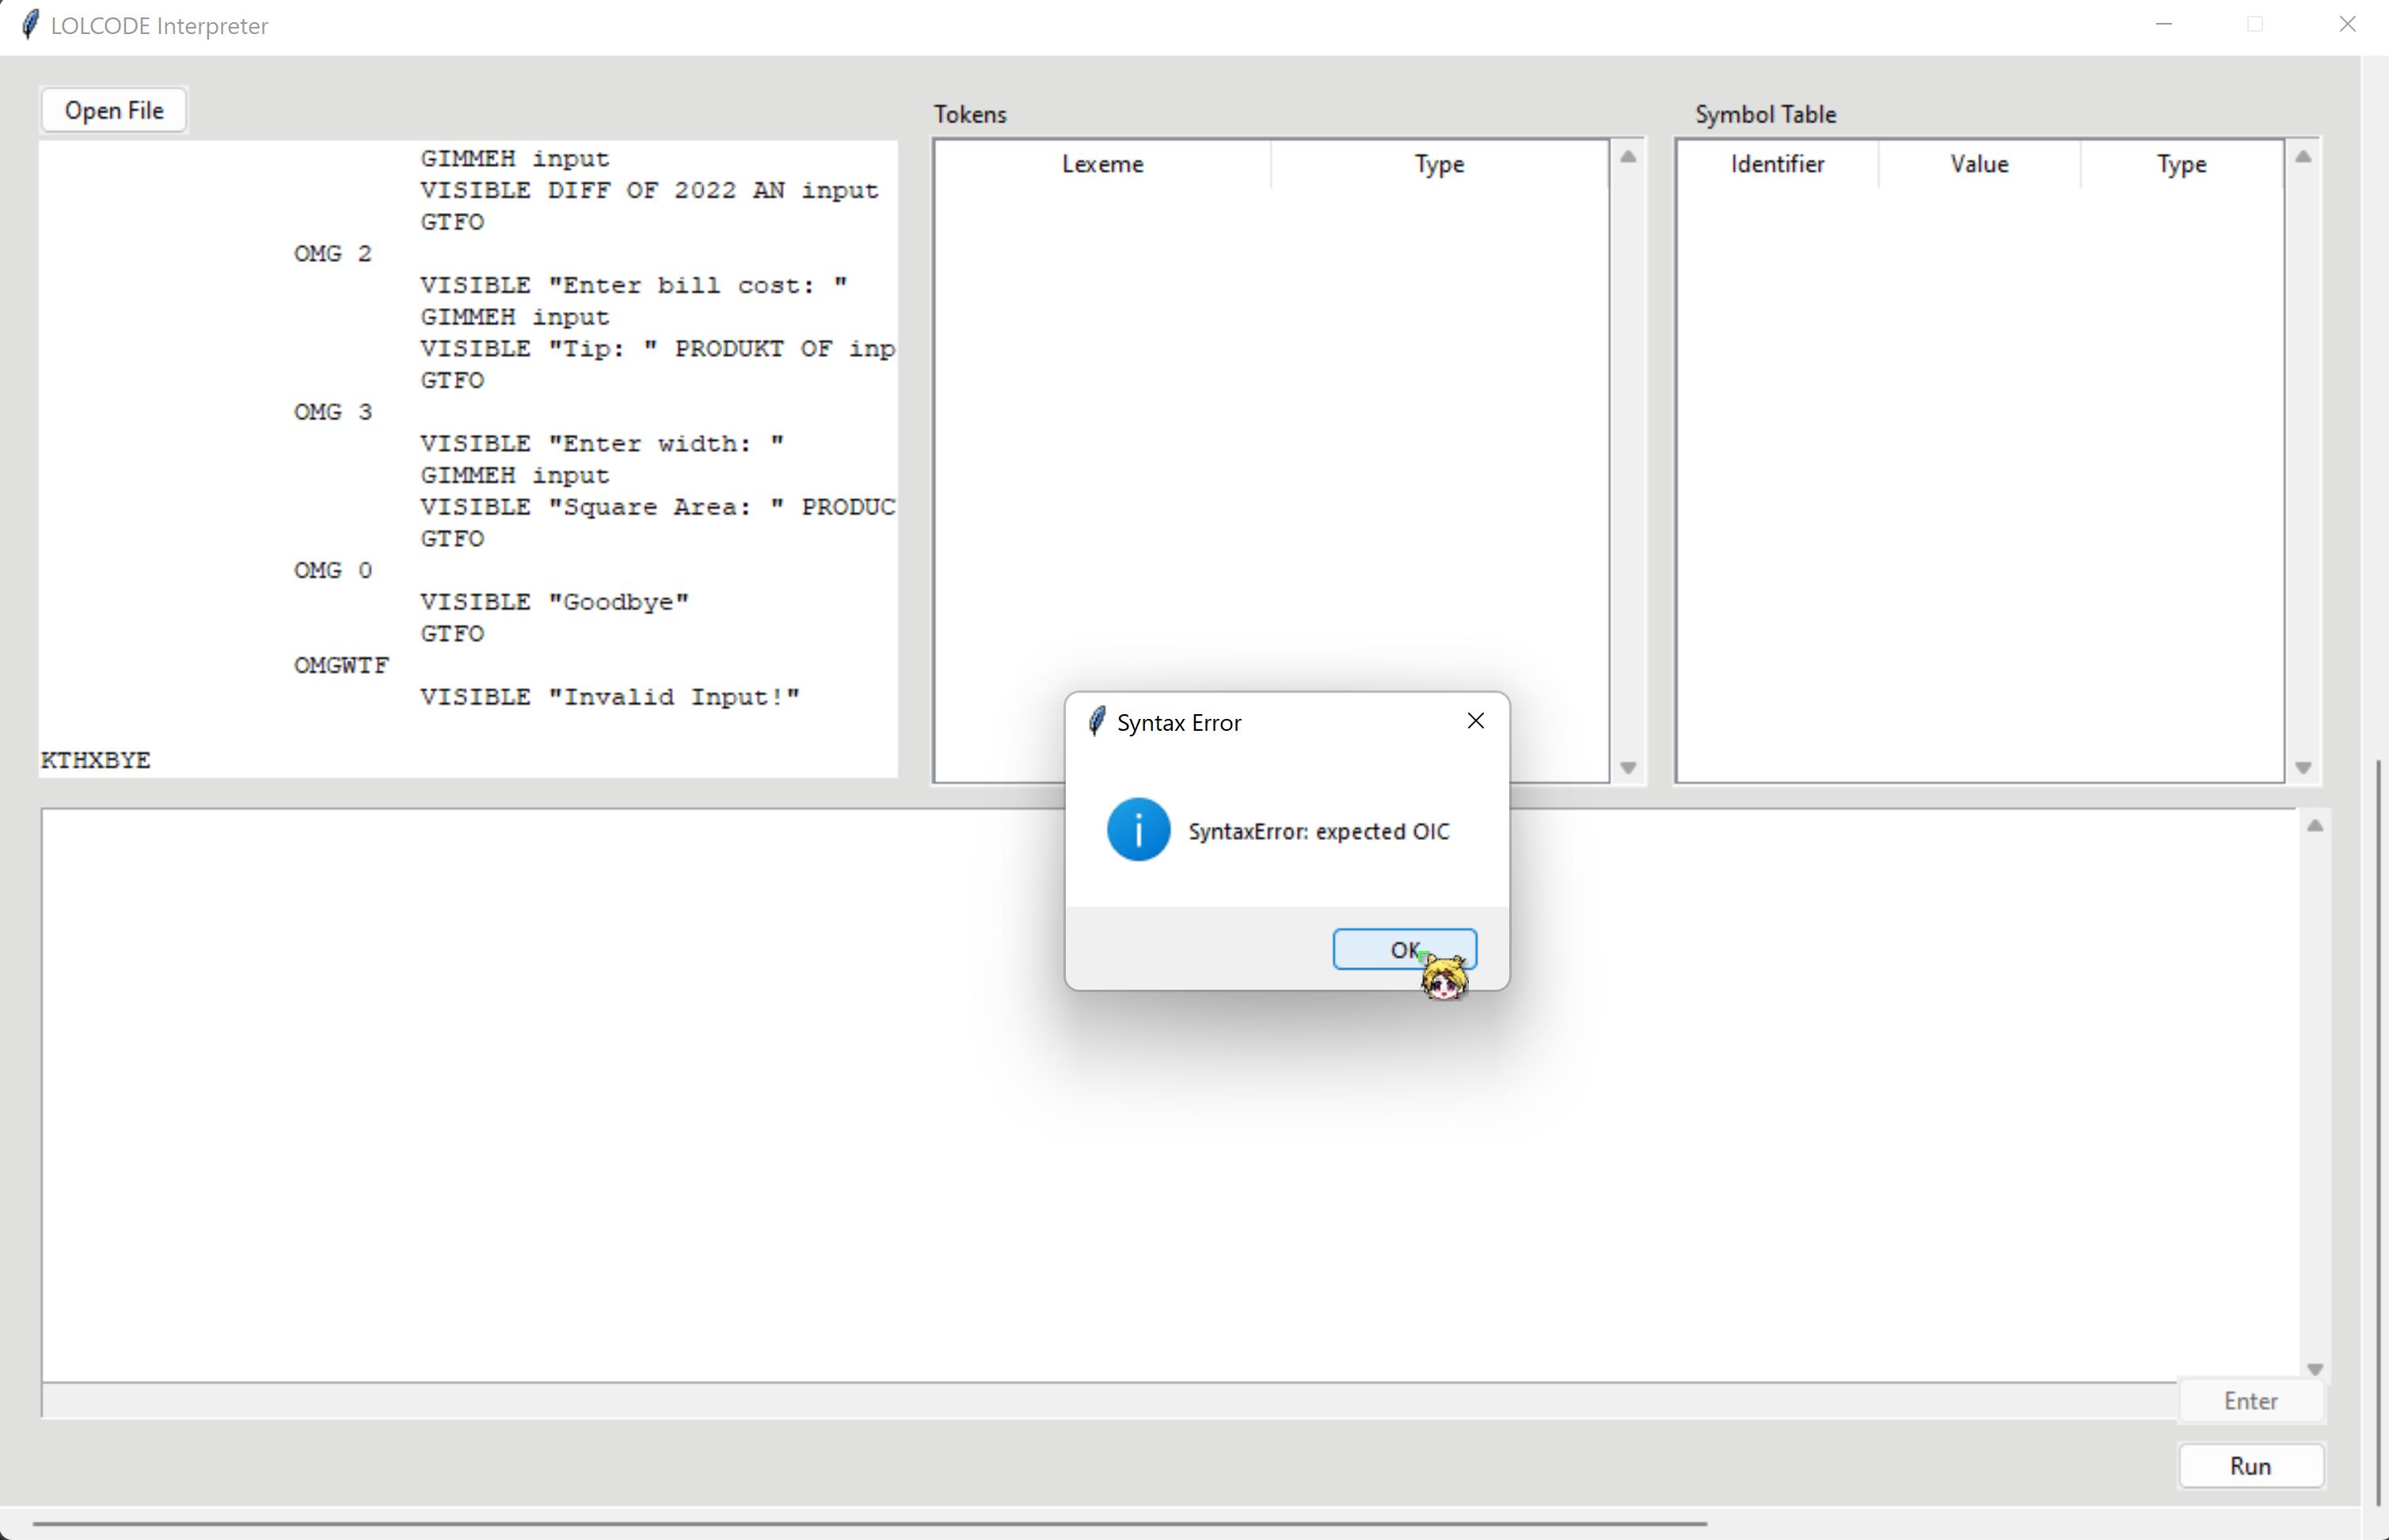 LOLCODE Interpreter
Open File
GIMMEH input
VISIBLE DIFF OF 2022 AN input
GTFO
OMG 2
VISIBLE "Enter bill cost: "
GIMMEH input
VISIBLE "Tip: " PRODUKT OF inp
GTFO
OMG 3
VISIBLE "Enter width: "
GIMMEH input
VISIBLE "Square Area: " PRODUC
GTFO
OMG 0
VISIBLE "Goodbye"
GTFO
OMGWTF
VISIBLE "Invalid Input!"
KTHXBYE
Tokens
Lexeme Type
Symbol Table
Identifier Value Type
Syntax Error
SyntaxError: expected OIC
OK
Enter
Run